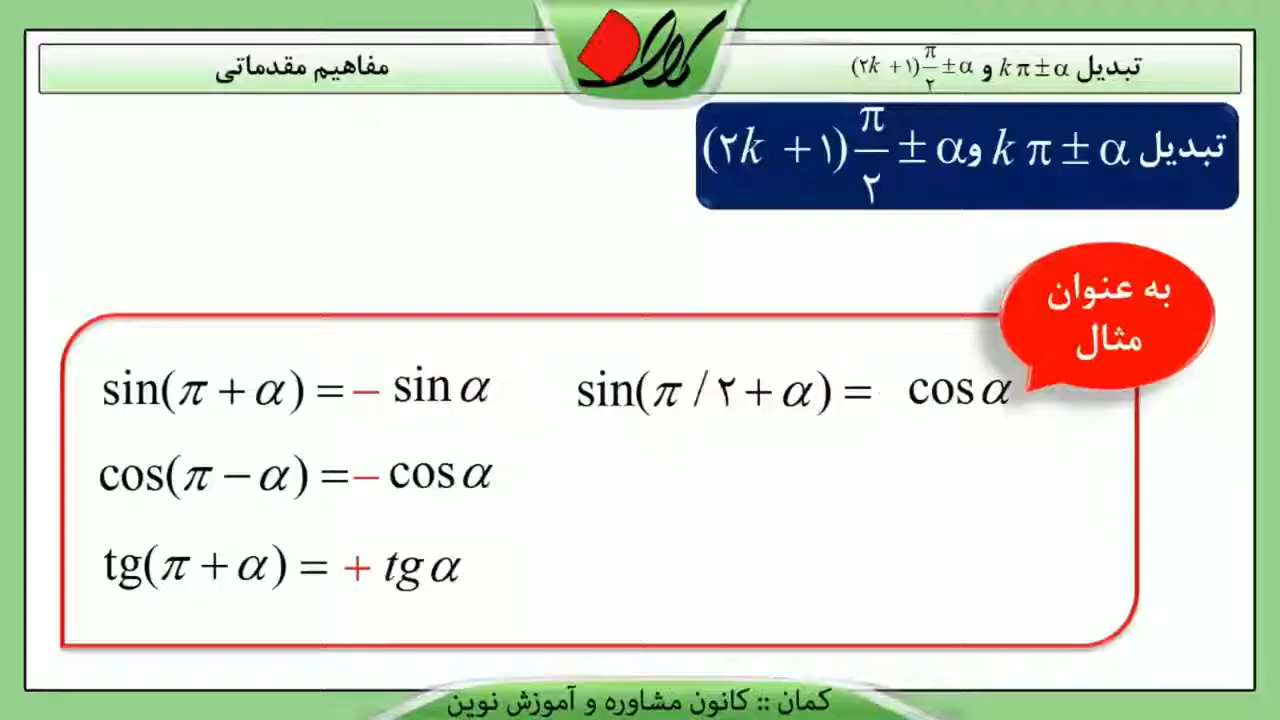 تبدیل kπ±α و (۲k+۱)π/۲±α
مفاهیم مقدماتی
کمان
تبدیل kπ±α و (۲k+۱)π/۲±α
به عنوان
مثال
sin(π+α)=− sinα
sin(π/۲+α)= cosα
cos(π−α)=− cosα
tg(π+α)= + tgα
کمان :: کانون مشاوره و آموزش نوین